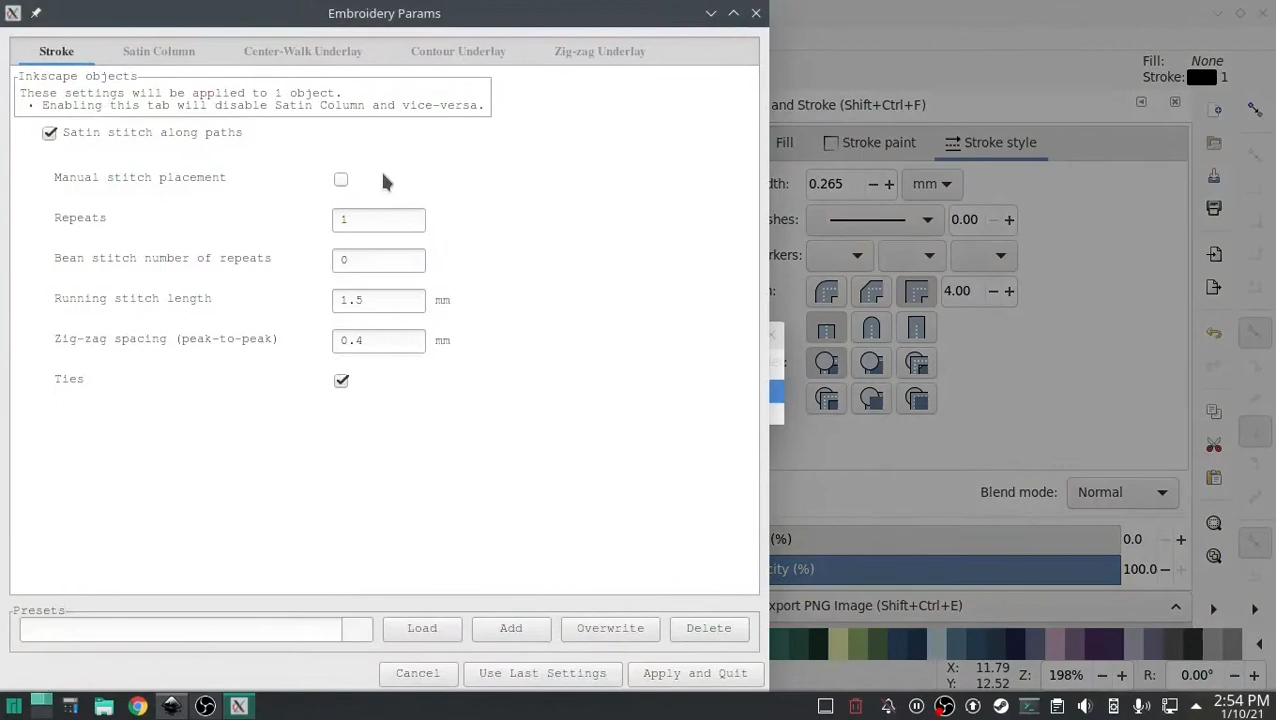 Embroidery Params
Stroke
Satin Column
Center-Walk Underlay
Contour Underlay
Zig-zag Underlay
Inkscape objects
These settings will be applied to 1 object.
• Enabling this tab will disable Satin Column and vice-versa.
Satin stitch along paths
Manual stitch placement
Repeats
1
Bean stitch number of repeats
0
Running stitch length
1.5
mm
Zig-zag spacing (peak-to-peak)
0.4
mm
Ties
Presets
Load
Add
Overwrite
Delete
Cancel
Use Last Settings
Apply and Quit
Fill:
None
Stroke:
1
and Stroke (Shift+Ctrl+F)
Fill
Stroke paint
Stroke style
dth:
0.265
mm
shes:
0.00
rkers:
4.00
Blend mode:
Normal
(%)
0.0
city (%)
100.0
xport PNG Image (Shift+Ctrl+E)
X: 11.79
Y: 12.52
Z:
198%
R:
0.00°
2:54 PM
1/10/21